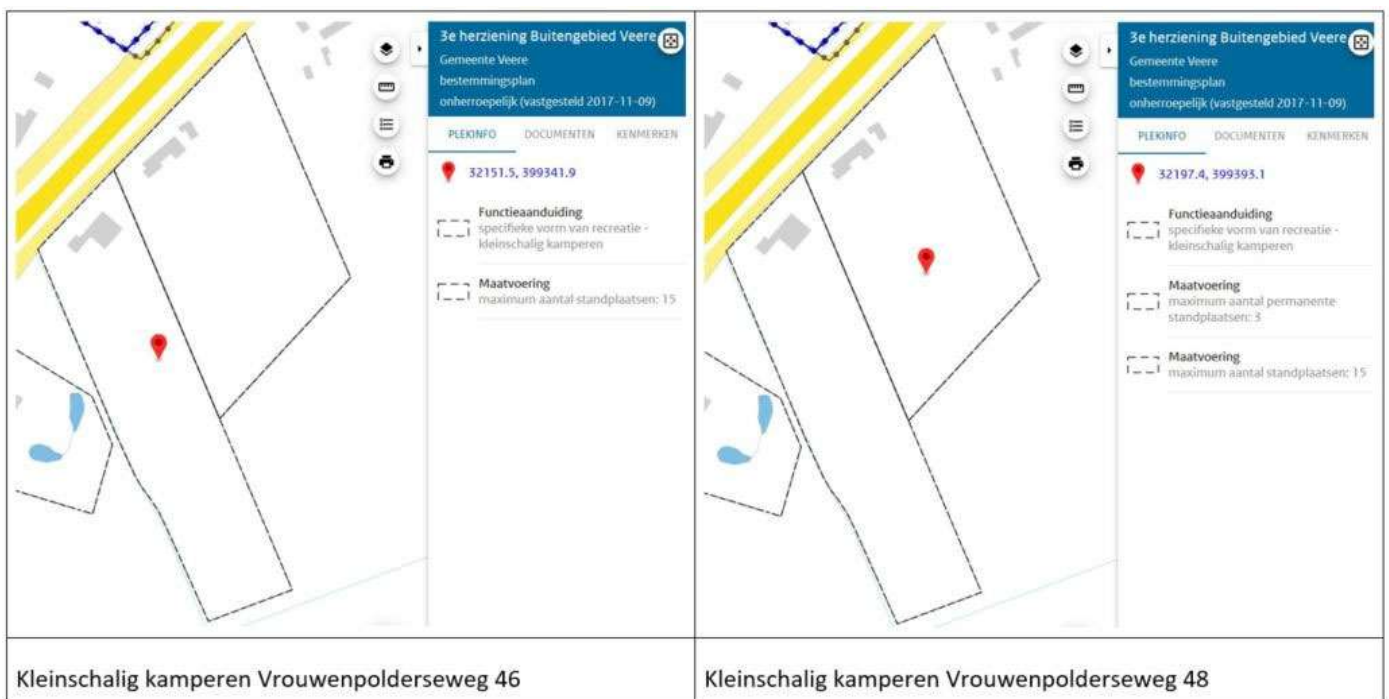 3e herziening Buitengebied Veere
Gemeente Veere
bestemmingsplan
onherroepelijk (vastgesteld 2017-11-09)
PLEKINFO DOCUMENTEN KENMERKEN
32151.5, 399341.9
Functieaanduiding
specifieke vorm van recreatie -
kleinschalig kamperen
Maatvoering
maximum aantal standplaatsen: 15
Kleinschalig kamperen Vrouwenpolderseweg 46
3e herziening Buitengebied Veere
Gemeente Veere
bestemmingsplan
onherroepelijk (vastgesteld 2017-11-09)
PLEKINFO DOCUMENTEN KENMERKEN
32197.4, 399393.1
Functieaanduiding
specifieke vorm van recreatie -
kleinschalig kamperen
Maatvoering
maximum aantal permanente
standplaatsen: 3
Maatvoering
maximum aantal standplaatsen: 15
Kleinschalig kamperen Vrouwenpolderseweg 48